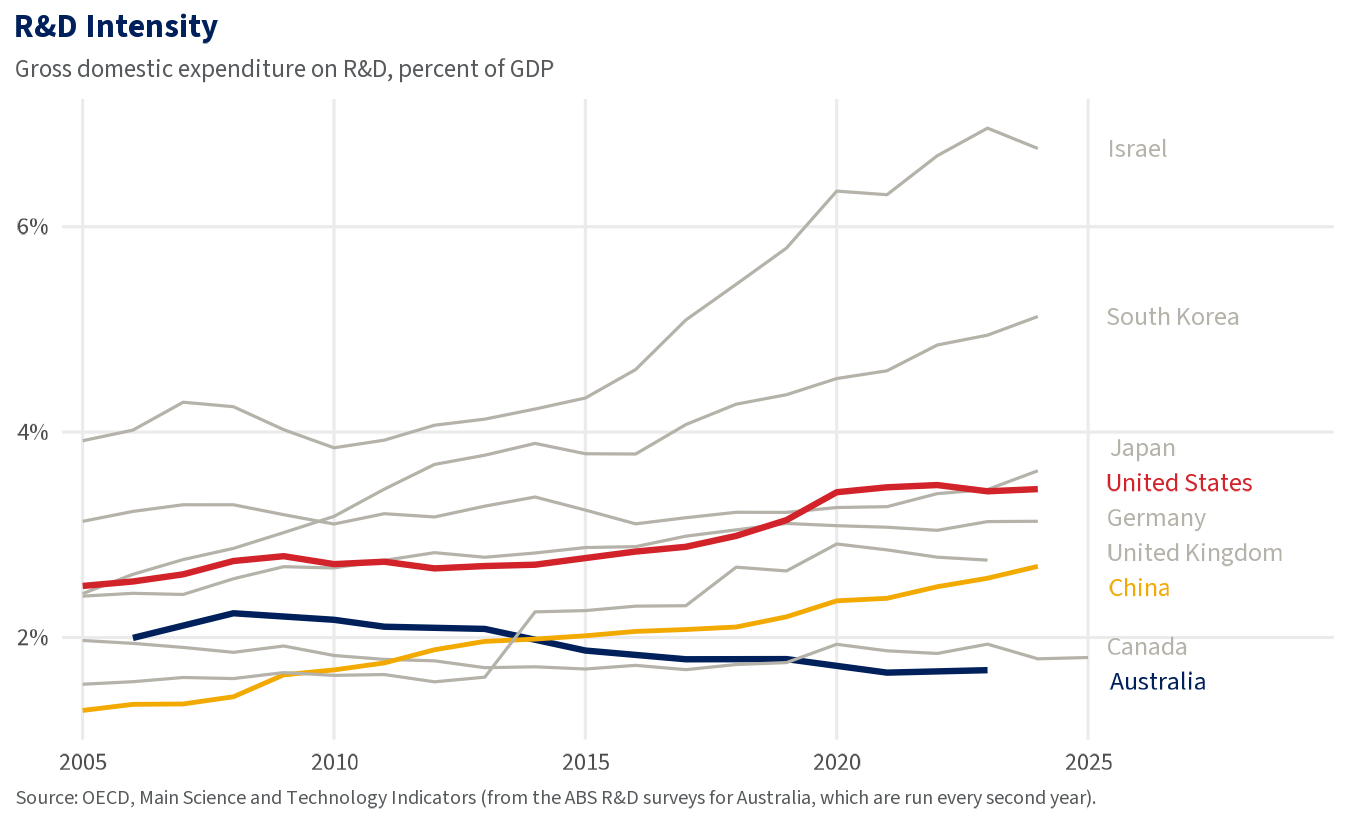 R&D Intensity
Gross domestic expenditure on R&D, percent of GDP
Israel
6%
South Korea
4%
Japan
United States
Germany
United Kingdom
China
2%
Canada
Australia
2005 2010 2015 2020 2025
Source: OECD, Main Science and Technology Indicators (from the ABS R&D surveys for Australia, which are run every second year).